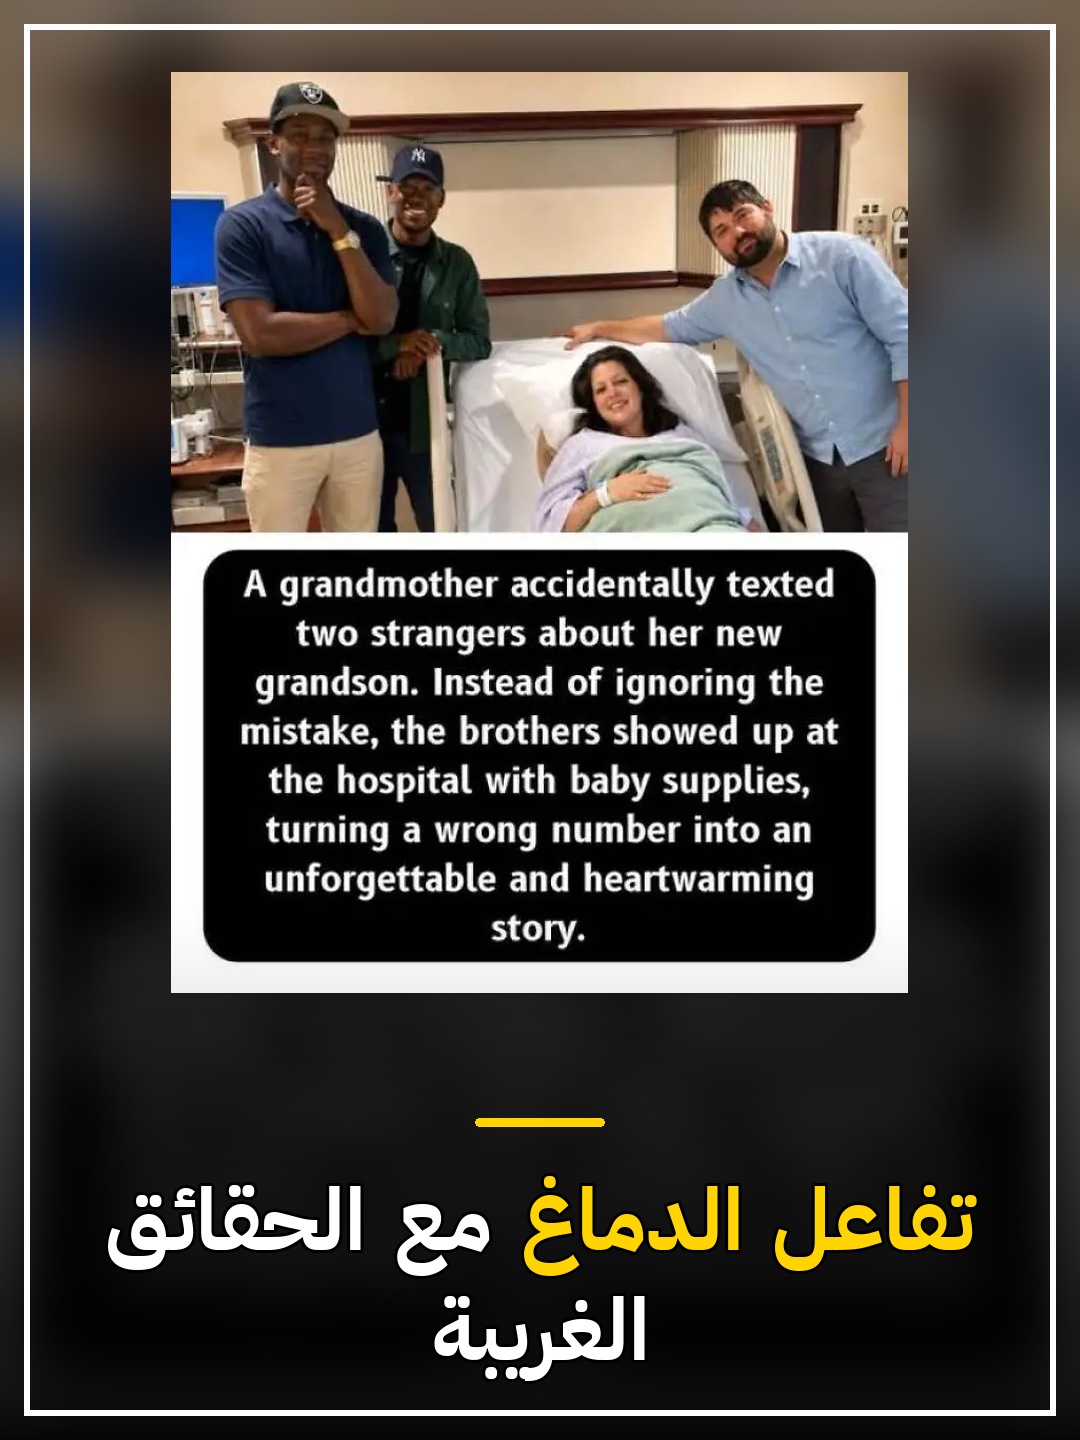 A grandmother accidentally texted
two strangers about her new
grandson. Instead of ignoring the
mistake, the brothers showed up at
the hospital with baby supplies,
turning a wrong number into an
unforgettable and heartwarming
story.
تفاعل الدماغ مع الحقائق
الغريبة